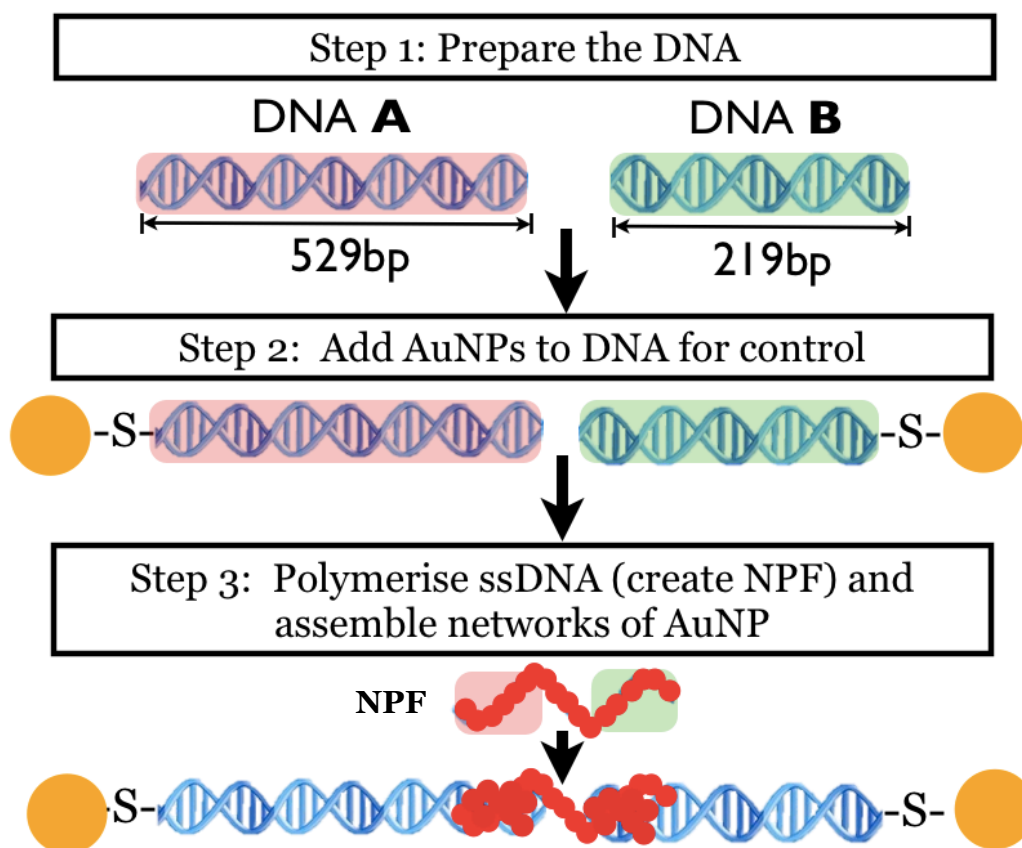 Step 1: Prepare the DNA
DNA A
DNA B
529bp
219bp
Step 2: Add AuNPs to DNA for control
-S-
-S-
Step 3: Polymerise ssDNA (create NPF) and
assemble networks of AuNP
NPF
-S-
-S-